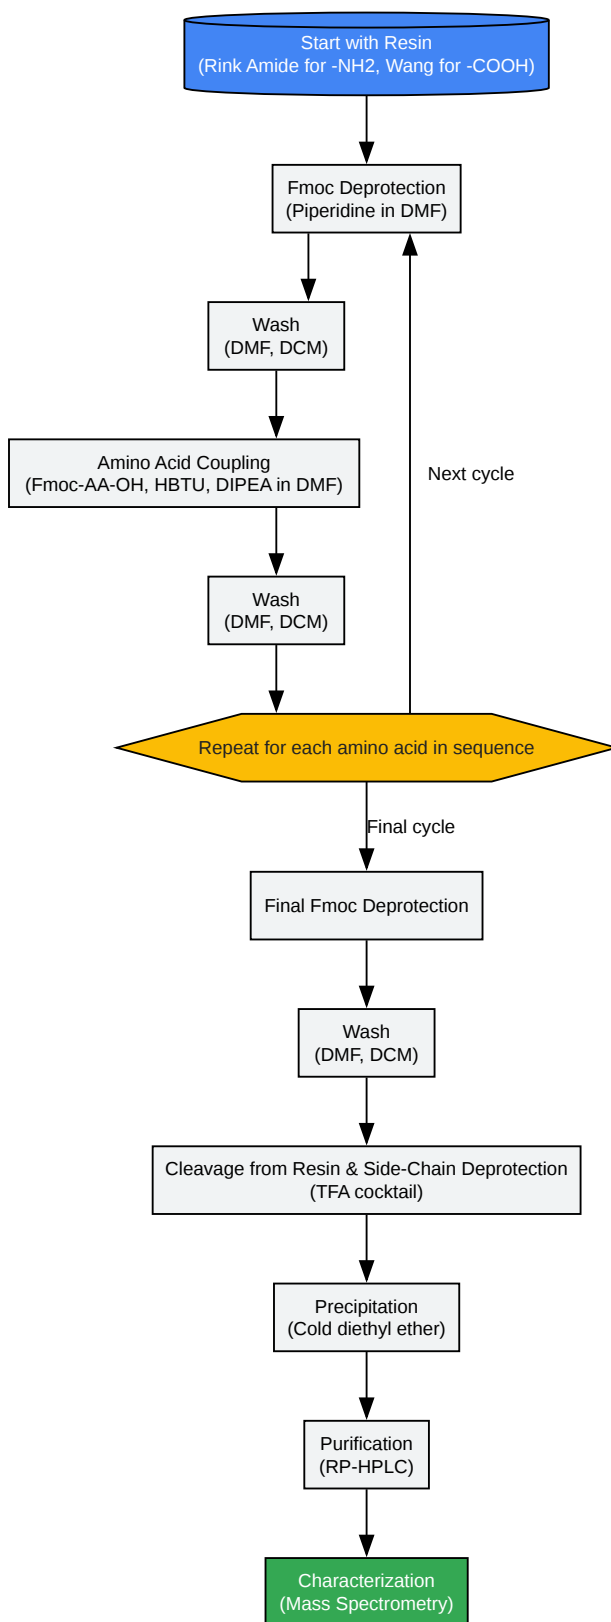 Start with Resin
(Rink Amide for -NH2, Wang for -COOH)
Fmoc Deprotection
(Piperidine in DMF)
Wash
(DMF, DCM)
Amino Acid Coupling
(Fmoc-AA-OH, HBTU, DIPEA in DMF)
Next cycle
Wash
(DMF, DCM)
Repeat for each amino acid in sequence
Final cycle
Final Fmoc Deprotection
Wash
(DMF, DCM)
Cleavage from Resin & Side-Chain Deprotection
(TFA cocktail)
Precipitation
(Cold diethyl ether)
Purification
(RP-HPLC)
Characterization
(Mass Spectrometry)